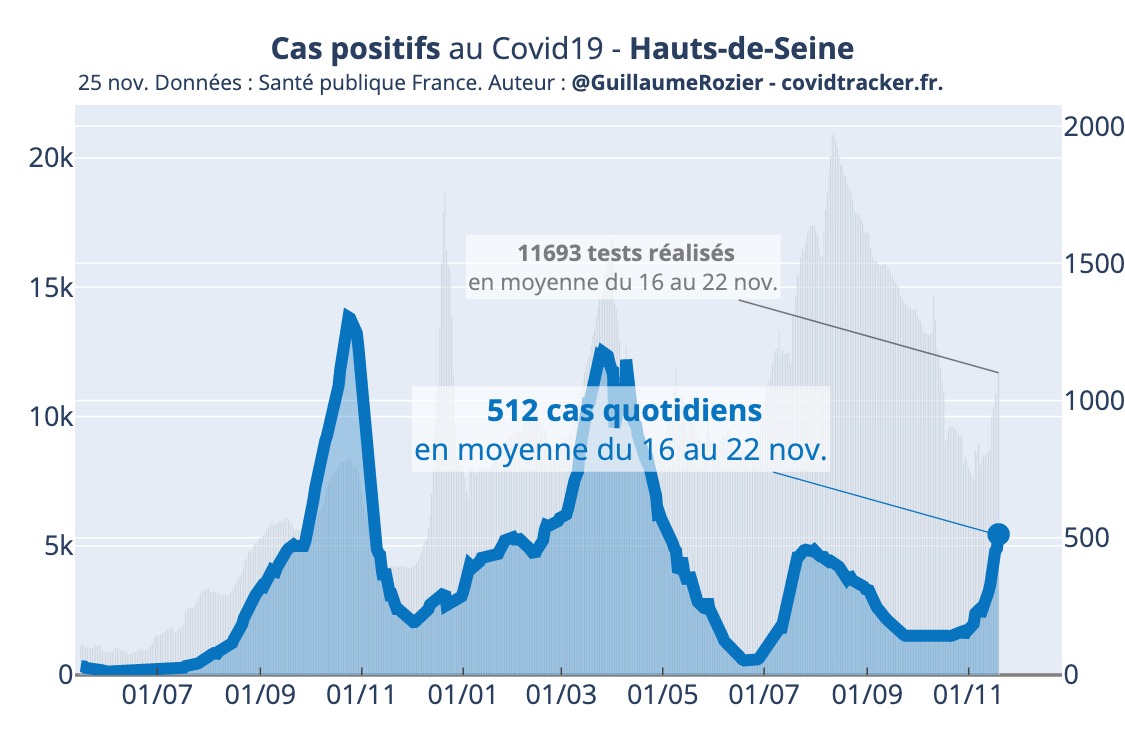 Cas positifs au Covid19 - Hauts-de-Seine
25 nov. Données : Santé publique France. Auteur : @GuillaumeRozier - covidtracker.fr.
2000
20k
11693 tests réalisés
en moyenne du 16 au 22 nov.
1500
15k
512 cas quotidiens
en moyenne du 16 au 22 nov.
1000
10k
500
5k
0
0
01/07
01/09
01/11
01/01
01/03
01/05
01/07
01/09
01/11